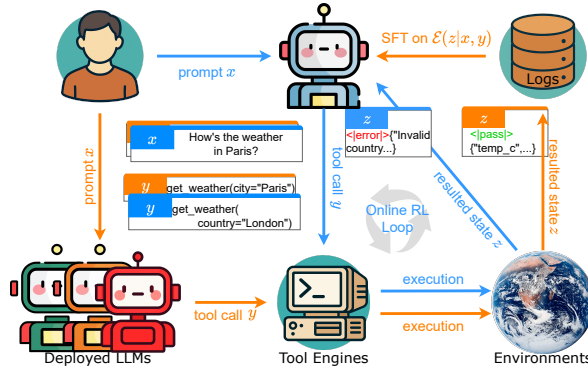 SFT on ℰ(z|x, y)
prompt x
Logs
z
<|error|>{"Invalid
country...}
z
<|pass|>
{"temp_c",...}
x
How's the weather
in Paris?
prompt x
tool call y
y
get_weather(city="Paris")
y
get_weather(
country="London")
Online RL
Loop
resulted state z
resulted state z
>_
tool call y
execution
execution
Deployed LLMs
Tool Engines
Environments